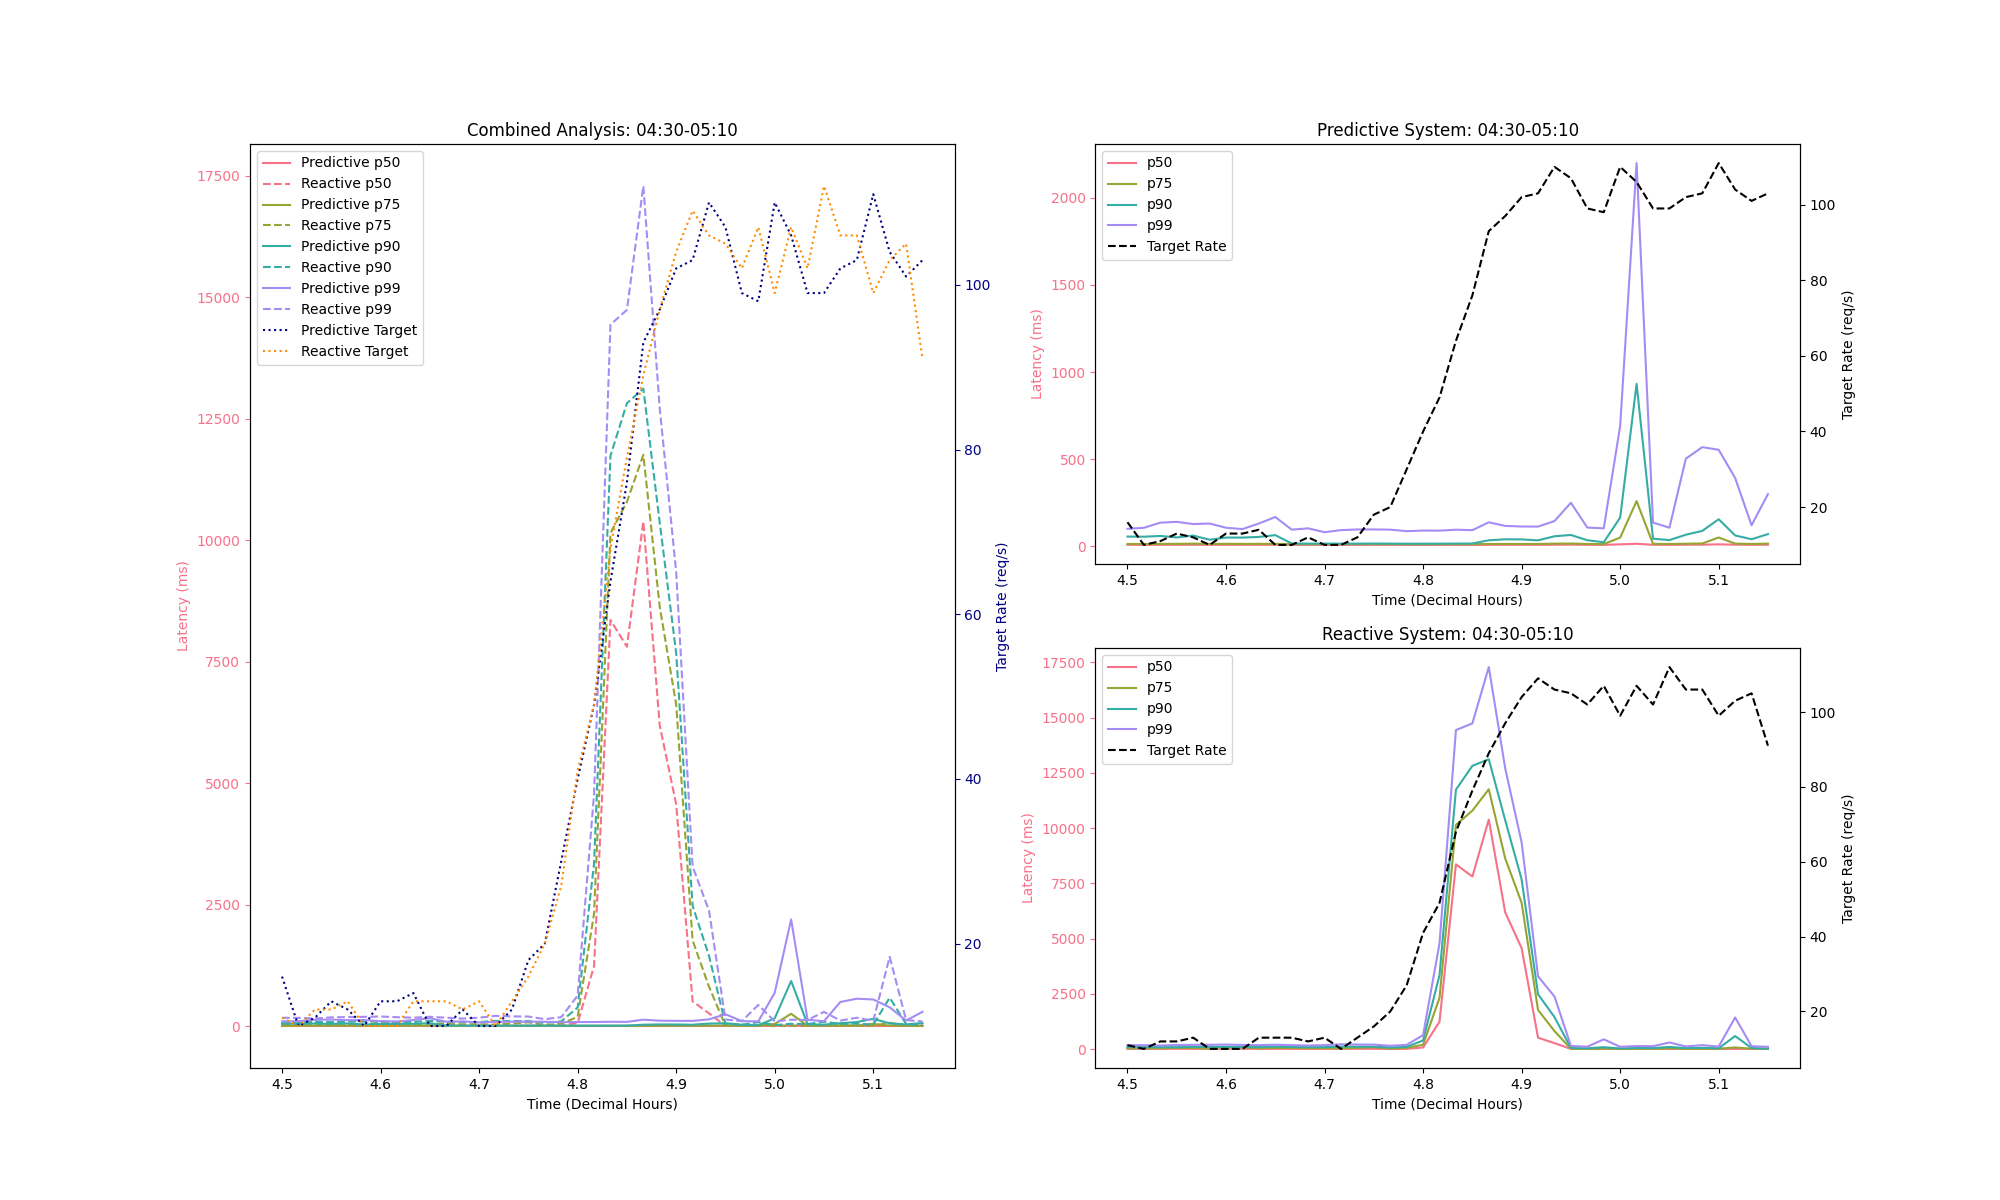 Combined Analysis: 04:30-05:10
Predictive p50
Reactive p50
Predictive p75
Reactive p75
Predictive p90
Reactive p90
Predictive p99
Reactive p99
Predictive Target
Reactive Target
17500
15000
12500
10000
7500
5000
2500
0
Latency (ms)
100
80
60
40
20
Target Rate (req/s)
4.5 4.6 4.7 4.8 4.9 5.0 5.1
Time (Decimal Hours)
Predictive System: 04:30-05:10
p50
p75
p90
p99
Target Rate
2000
1500
1000
500
0
Latency (ms)
100
80
60
40
20
Target Rate (req/s)
4.5 4.6 4.7 4.8 4.9 5.0 5.1
Time (Decimal Hours)
Reactive System: 04:30-05:10
p50
p75
p90
p99
Target Rate
17500
15000
12500
10000
7500
5000
2500
0
Latency (ms)
100
80
60
40
20
Target Rate (req/s)
4.5 4.6 4.7 4.8 4.9 5.0 5.1
Time (Decimal Hours)